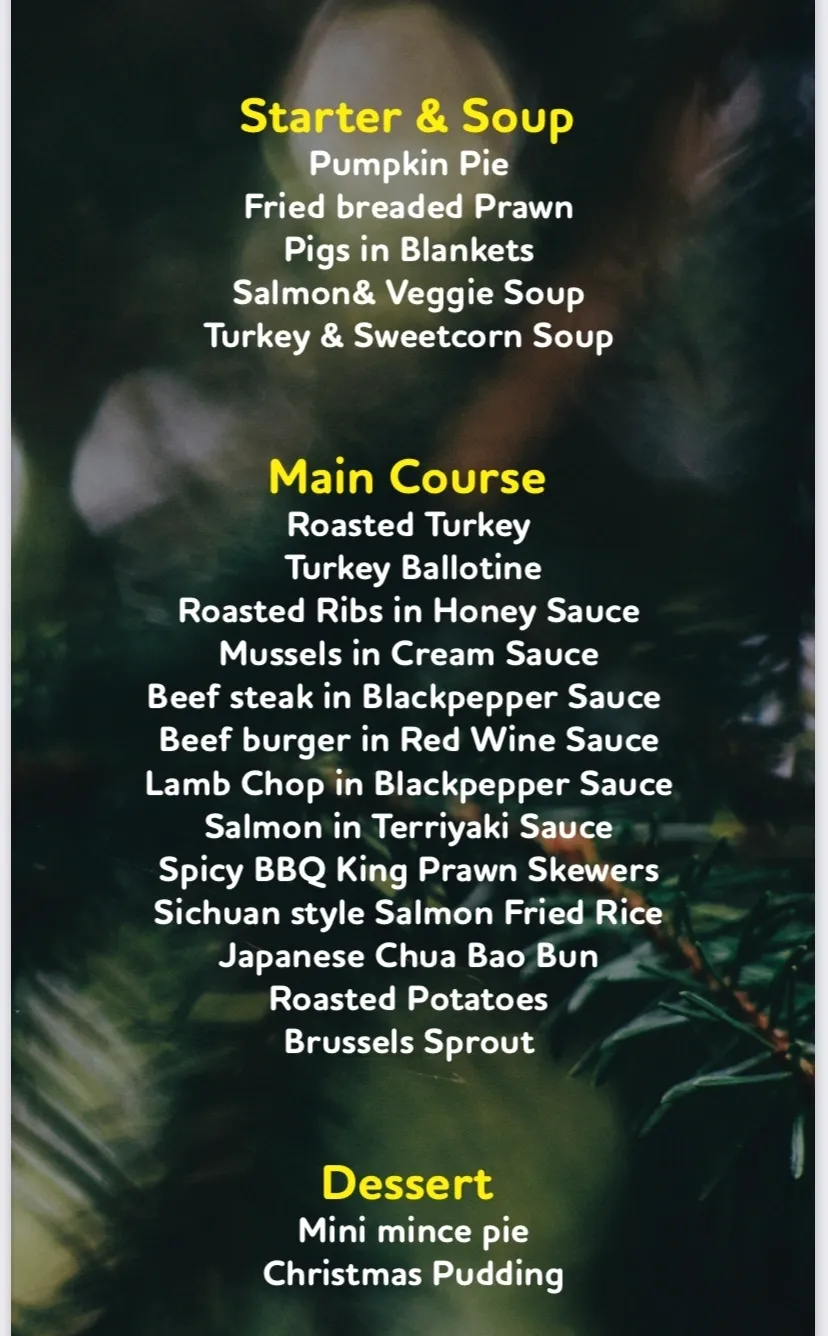 Starter & Soup
Pumpkin Pie
Fried breaded Prawn
Pigs in Blankets
Salmon& Veggie Soup
Turkey & Sweetcorn Soup
Main Course
Roasted Turkey
Turkey Ballotine
Roasted Ribs in Honey Sauce
Mussels in Cream Sauce
Beef steak in Blackpepper Sauce
Beef burger in Red Wine Sauce
Lamb Chop in Blackpepper Sauce
Salmon in Terriyaki Sauce
Spicy BBQ King Prawn Skewers
Sichuan style Salmon Fried Rice
Japanese Chua Bao Bun
Roasted Potatoes
Brussels Sprout
Dessert
Mini mince pie
Christmas Pudding